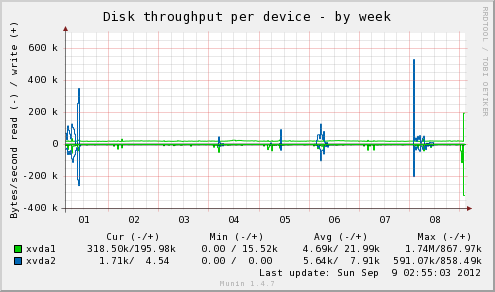 Disk throughput per device - by week
RRDTOOL / TOBI OETIKER
Bytes/second read (-) / write (+)
600 k
400 k
200 k
0
-200 k
-400 k
01 02 03 04 05 06 07 08
Cur (-/+) Min (-/+) Avg (-/+) Max (-/+)
xvda1 318.50k/195.98k 0.00 / 15.52k 4.69k/ 21.99k 1.74M/867.97k
xvda2 1.71k/ 4.54 0.00 / 0.00 5.64k/ 7.91k 591.07k/858.49k
Last update: Sun Sep 9 02:55:03 2012
Munin 1.4.7